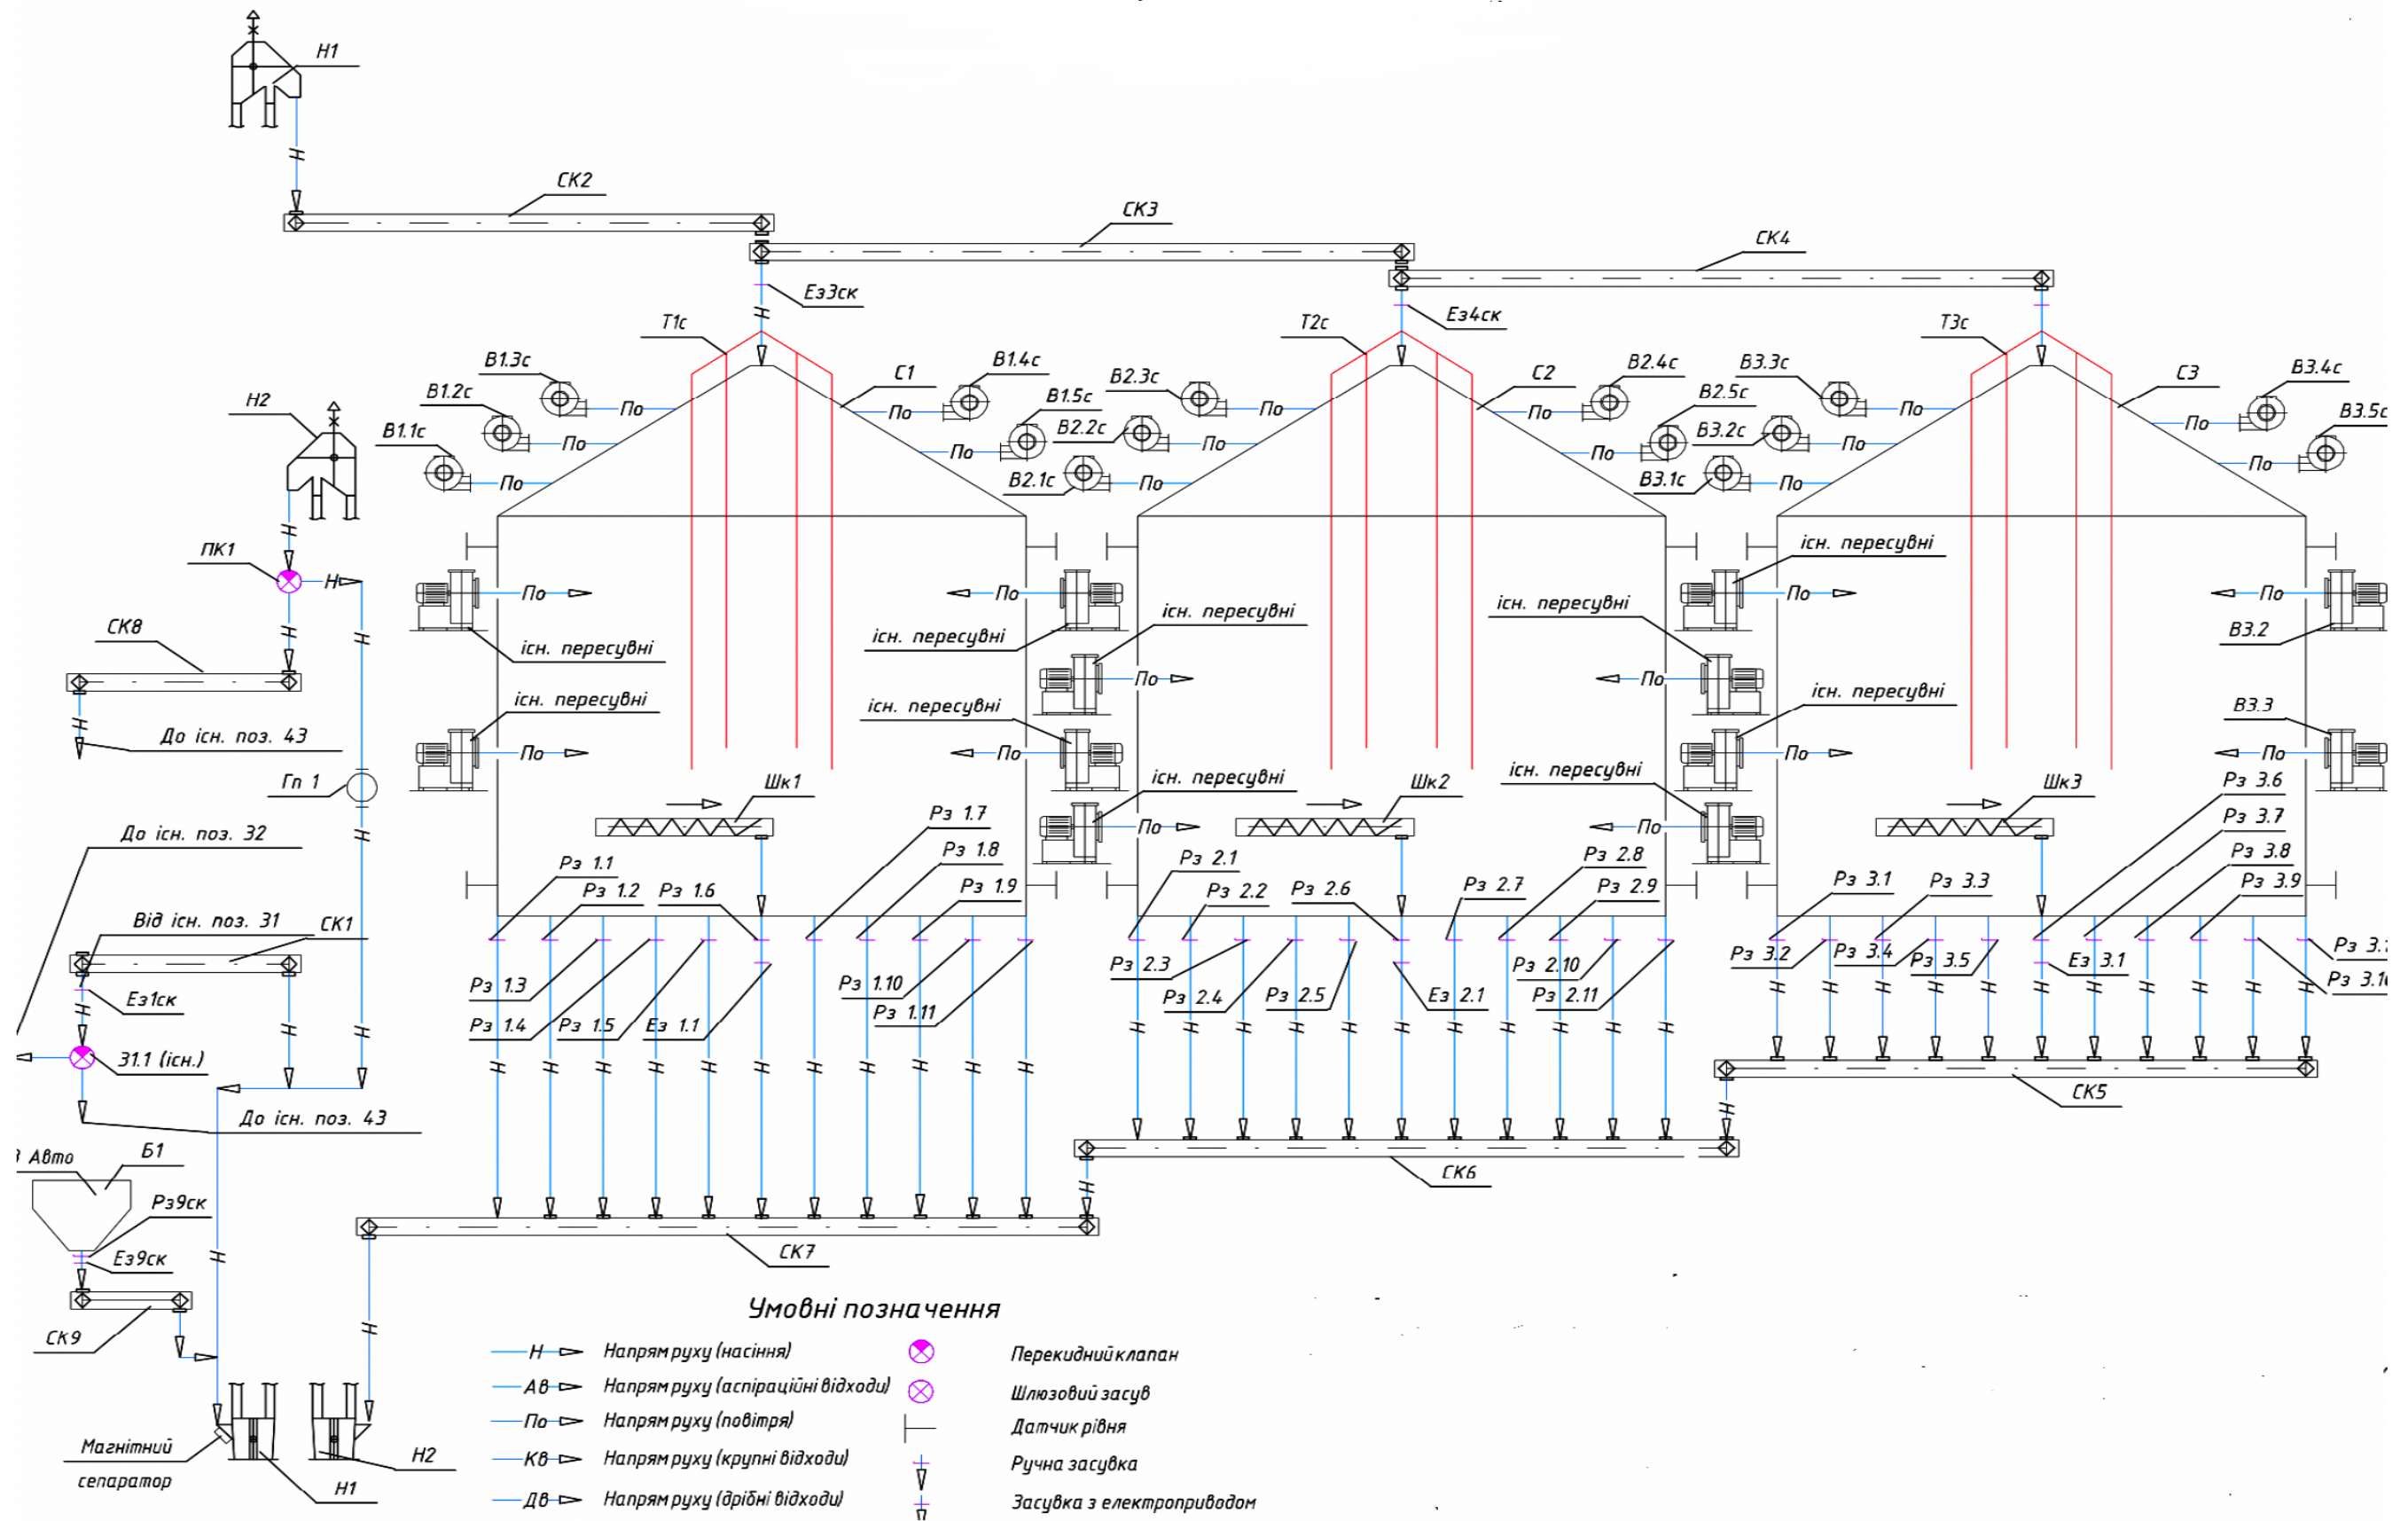 Н1
Н
СК2
СК3
СК4
Ез3ск
Н
Ез4ск
Т1с
Т2с
Т3с
В1.3с
В1.4с
С1
В2.3с
В2.4с
С2
В3.3с
В3.4с
С3
В1.2с
В1.5с
В2.5с
В3.5с
Н2
По
По
По
По
По
По
В1.1с
В2.2с
В3.2с
По
По
По
По
По
По
В2.1с
В3.1с
По
По
По
Н
ПК1
Н
існ. пересувні
По
По
По
По
існ. пересувні
існ. пересувні
Н
Н
СК8
існ. пересувні
існ. пересувні
В3.2
По
По
існ. пересувні
існ. пересувні
існ. пересувні
В3.3
Н
До існ. поз. 43
По
По
По
По
Гп 1
Шк1
існ. пересувні
Шк2
існ. пересувні
Шк3
Рз 3.6
До існ. поз. 32
Н
Рз 1.7
По
По
Рз 3.7
Рз 1.1
Рз 1.8
Рз 2.1
Рз 2.8
Рз 3.8
Рз 1.2
Рз 1.6
Рз 1.9
Рз 2.2
Рз 2.6
Рз 2.7
Рз 2.9
Рз 3.1
Рз 3.3
Рз 3.9
Від існ. поз. 31
СК1
Рз 3.2
Рз 3.4
Рз 3.5
Ез 3.1
Рз 2.3
Рз 2.10
Рз 1.3
Рз 1.10
Рз 2.4
Рз 2.5
Ез 2.1
Рз 2.11
Ез1ск
Н
Рз 1.4
Рз 1.5
Ез 1.1
Рз 1.11
Н
Н
Н Н Н Н Н Н Н Н Н Н Н
Н Н Н Н Н Н Н Н Н Н Н
31.1 (існ.)
Н Н Н Н Н Н Н Н Н Н Н
СК5
Н
До існ. поз. 43
Авто
Б1
СК6
Н
Рз9ск
Ез9ск
Н
СК7
СК9
Н
Умовні позначення
Н Напрям руху (насіння)
Перекидний клапан
Ав Напрям руху (аспіраційні відходи)
Шлюзовий засув
По Напрям руху (повітря)
Датчик рівня
Кв Напрям руху (крупні відходи)
Ручна засувка
Дв Напрям руху (дрібні відходи)
Засувка з електроприводом
Магнітний
сепаратор
Н2
Н1